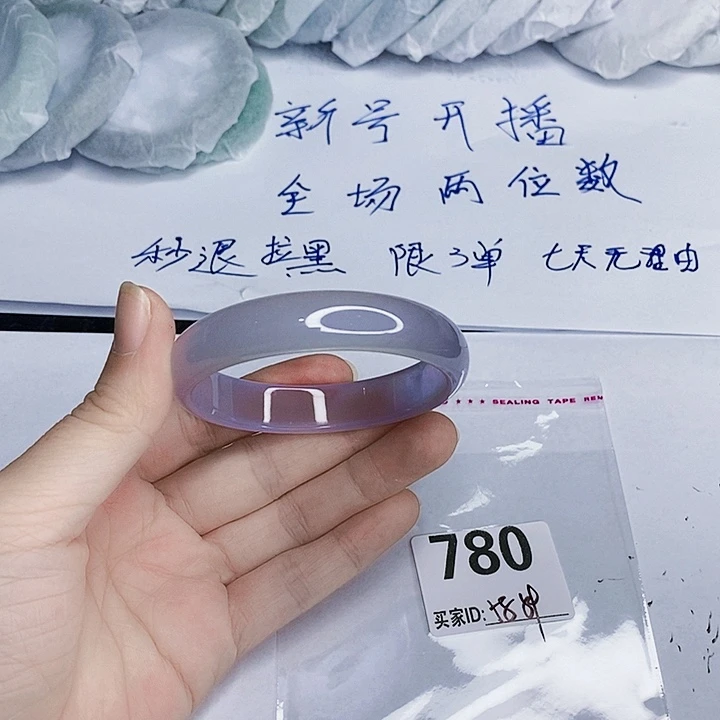 新号开播
全场两位数
秒退拉黑 限3单 七天无理由
* * * SEALING TAPE REM
780
买家ID: